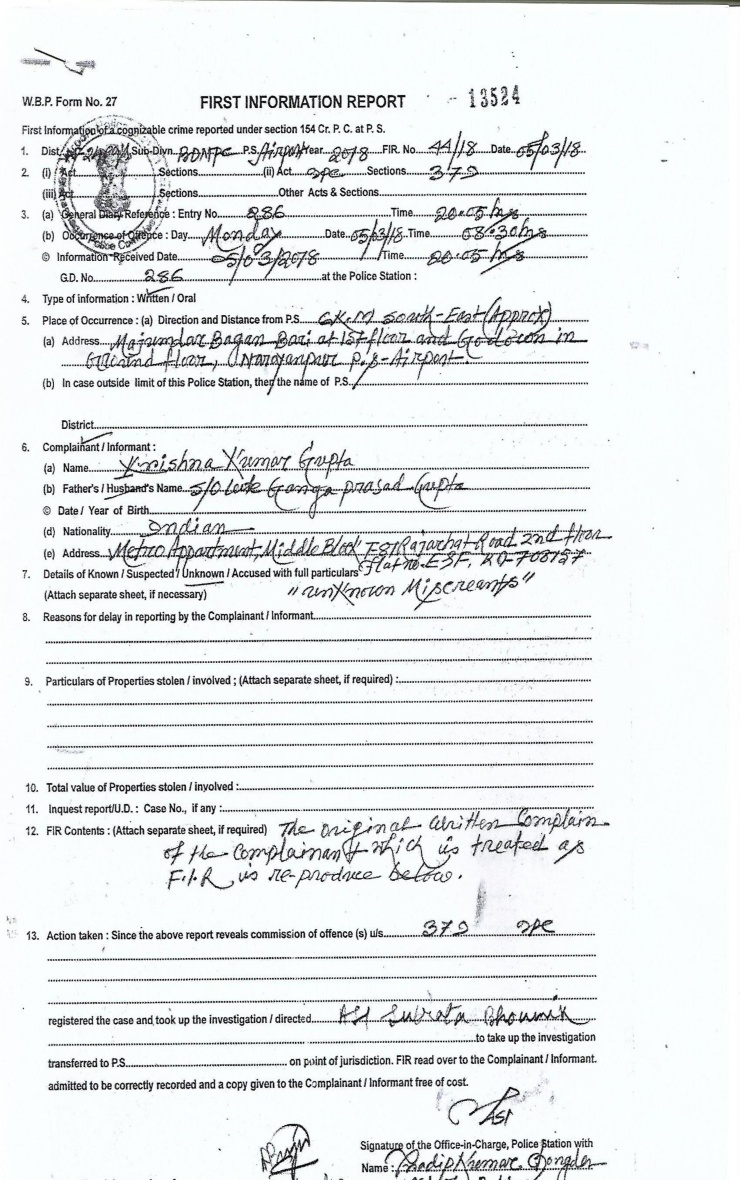 W.B.P. Form No. 27 FIRST INFORMATION REPORT - 13524
First Information of a cognizable crime reported under section 154 Cr. P. C. at P. S.
1. Dist. Sub-Divn. BDNPC P.S. Airport Year 2018 FIR. No. 44/18 Date 05/03/18
2. (i) Act Sections (ii) Act IPC Sections 379
(iii) Act Sections Other Acts & Sections
3. (a) General Diary Reference : Entry No. 286 Time 20.05 hrs
(b) Occurrence of Offence : Day Monday Date 05/03/18 Time 08.30 hrs
© Information Received Date 05/03/2018 Time 20.05 hrs
G.D. No. 286 at the Police Station :
4. Type of information : Written / Oral
5. Place of Occurrence : (a) Direction and Distance from P.S. 6 K.M South-East (Approx)
(a) Address Majumdar Bagan Bari at 1st floor and Godown in
Ground floor, Narayanpur P.S-Airport.
(b) In case outside limit of this Police Station, then the name of P.S.
District
6. Complainant / Informant :
(a) Name Krishna Kumar Gupta
(b) Father's / Husband's Name S/O Late Ganga prasad Gupta
© Date / Year of Birth
(d) Nationality Indian
(e) Address Metro Appartment, Middle Block Rajarhat Road 2nd floor
7. Details of Known / Suspected / Unknown / Accused with full particulars Flat no. E3F,
(Attach separate sheet, if necessary) "unknown Miscreants"
8. Reasons for delay in reporting by the Complainant / Informant
9. Particulars of Properties stolen / involved ; (Attach separate sheet, if required) :
10. Total value of Properties stolen / involved :
11. Inquest report/U.D. : Case No., if any :
12. FIR Contents : (Attach separate sheet, if required) The original written Complain
of the Complainant which is treated as
F.I.R is re-produce below.
13. Action taken : Since the above report reveals commission of offence (s) u/s 379 IPC
registered the case and took up the investigation / directed ASI Subrata Bhowmik
to take up the investigation
transferred to P.S. on point of jurisdiction. FIR read over to the Complainant / Informant.
admitted to be correctly recorded and a copy given to the Complainant / Informant free of cost.
ASI
Signature of the Office-in-Charge, Police Station with
Name : Pradip Kumar